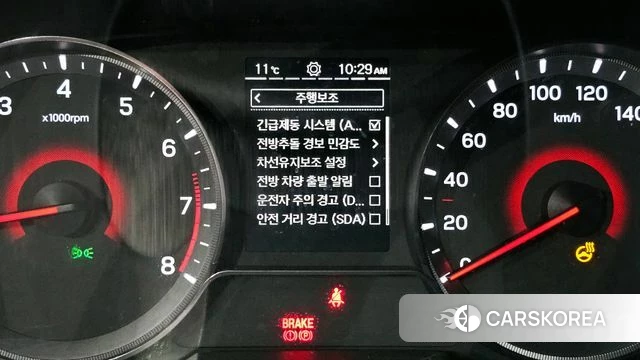 11°C 10:29 AM
< 주행보조
긴급제동 시스템 (A...
전방추돌 경보 민감도 >
차선유지보조 설정 >
전방 차량 출발 알림
운전자 주의 경고 (D...
안전 거리 경고 (SDA)
3 4 5 6 7 8
x1000rpm
0 20 40 60 80 100 120 140
km/h
BRAKE
(!) (P)
CARSKOREA